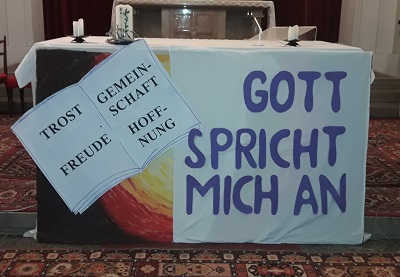 TROST
FREUDE
GEMEIN-
SCHAFT
HOFF-
NUNG
GOTT
SPRICHT
MICH AN